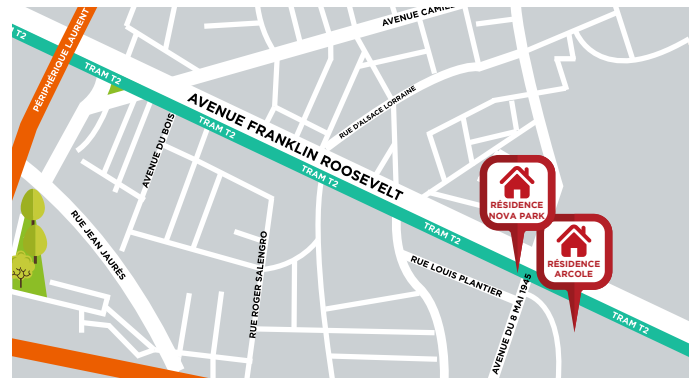 T2
PÉRIPHÉRIQUE LAURENT
TRAM T2
AVENUE CAMIL
AVENUE FRANKLIN ROOSEVELT
RUE D'ALSACE LORRAINE
AVENUE DU BOIS
TRAM T2
TRAM T2
RÉSIDENCE
NOVA PARK
TRAM T2
RUE JEAN JAURÈS
RUE ROGER SALENGRO
RUE LOUIS PLANTIER
AVENUE DU 8 MAI 1945
RÉSIDENCE
ARCOLE
TRAM T2